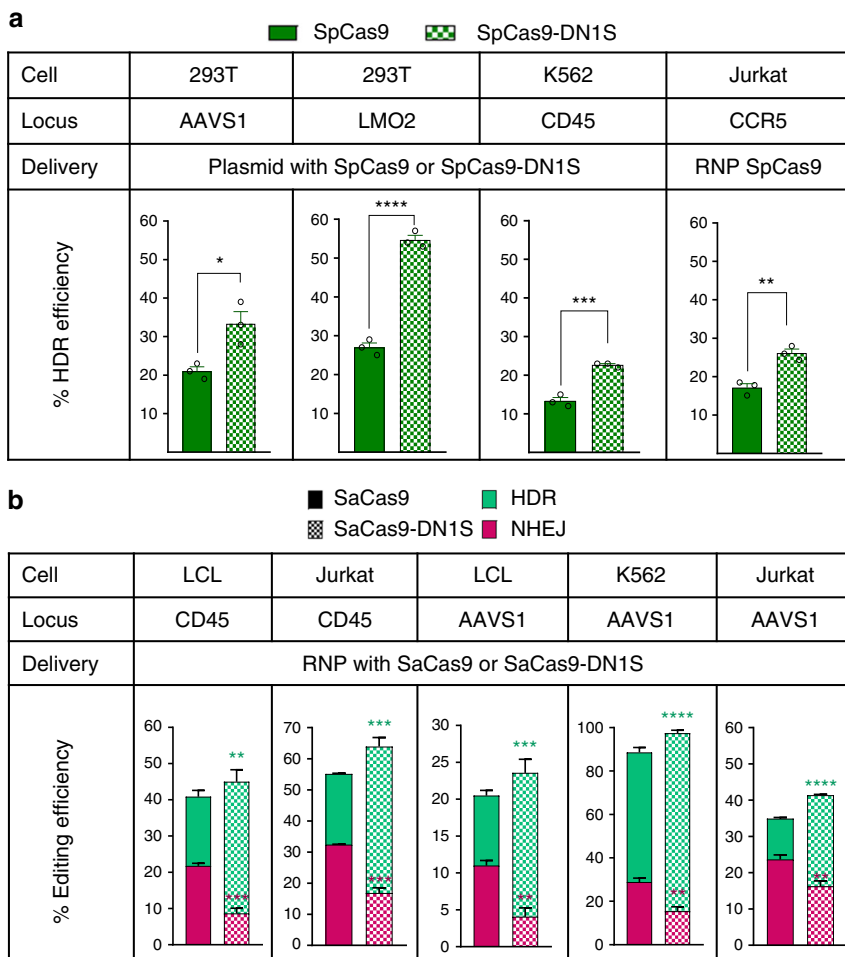 a
SpCas9 SpCas9-DN1S
Cell 293T 293T K562 Jurkat
Locus AAVS1 LMO2 CD45 CCR5
Delivery Plasmid with SpCas9 or SpCas9-DN1S RNP SpCas9
% HDR efficiency
60 50 40 30 20 10 *
60 50 40 30 20 10 ****
60 50 40 30 20 10 ***
60 50 40 30 20 10 **
b
SaCas9 HDR
SaCas9-DN1S NHEJ
Cell LCL Jurkat LCL K562 Jurkat
Locus CD45 CD45 AAVS1 AAVS1 AAVS1
Delivery RNP with SaCas9 or SaCas9-DN1S
% Editing efficiency
60 50 40 30 20 10 0 ** ***
70 60 50 40 30 20 10 0 *** ***
30 25 20 15 10 5 0 *** **
100 80 60 40 20 0 **** **
60 50 40 30 20 10 0 **** **